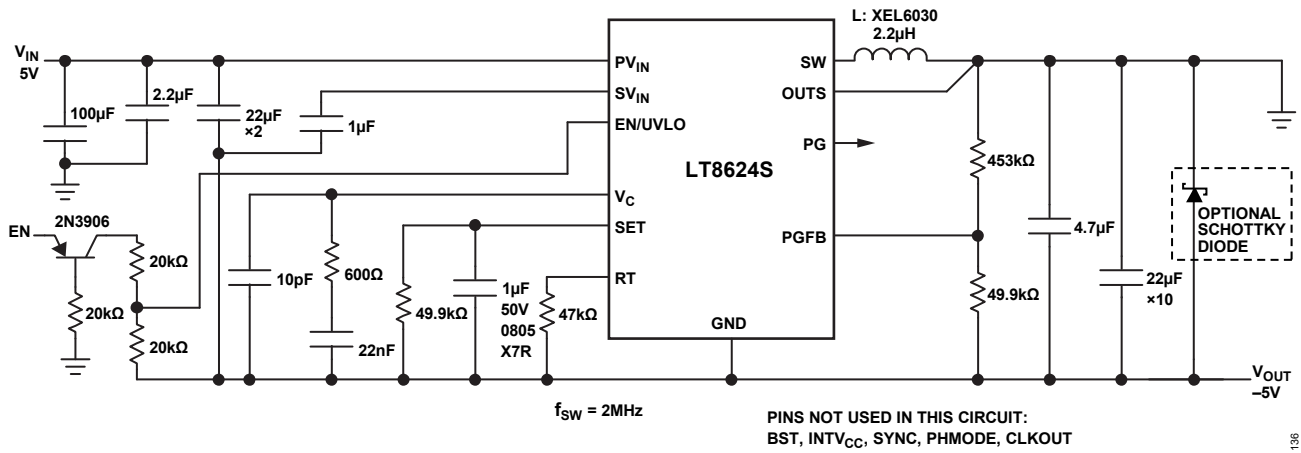 L: XEL6030
2.2µH
VIN
5V
PVIN
SW
2.2µF
SVIN
OUTS
100µF
22µF
×2
1µF
EN/UVLO
PG
LT8624S
453kΩ
VC
2N3906
EN
SET
PGFB
4.7µF
OPTIONAL
SCHOTTKY
DIODE
20kΩ
10pF
600Ω
RT
22µF
×10
20kΩ
49.9kΩ
1µF
50V
0805
X7R
47kΩ
49.9kΩ
GND
20kΩ
22nF
VOUT
–5V
fSW = 2MHz
PINS NOT USED IN THIS CIRCUIT:
BST, INTVCC, SYNC, PHMODE, CLKOUT
136